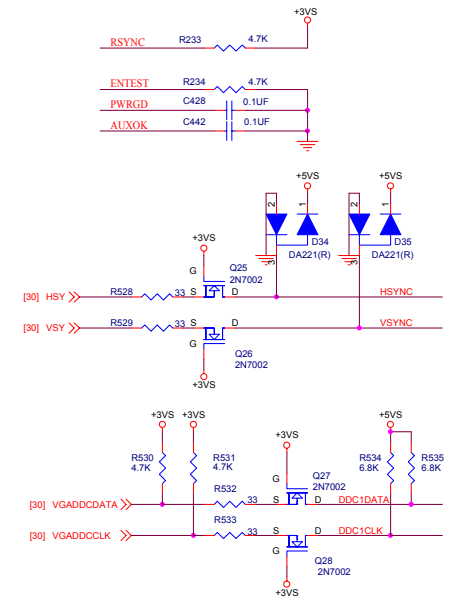 +3VS
RSYNC R233 4.7K
ENTEST R234 4.7K
PWRGD C428 0.1UF
AUXOK C442 0.1UF
+5VS +5VS
2 1 2 1
+3VS D34 D35
DA221(R) DA221(R)
3 3
G Q25
2N7002
[30] HSY R528 33 S D HSYNC
[30] VSY R529 33 S D VSYNC
G Q26
2N7002
+3VS
+3VS +3VS +3VS +5VS
R530 4.7K R531 4.7K R534 6.8K R535 6.8K
G Q27
2N7002
R532
[30] VGADDCDATA 33 S D DDC1DATA
R533
[30] VGADDCCLK 33 S D DDC1CLK
G Q28
2N7002
+3VS